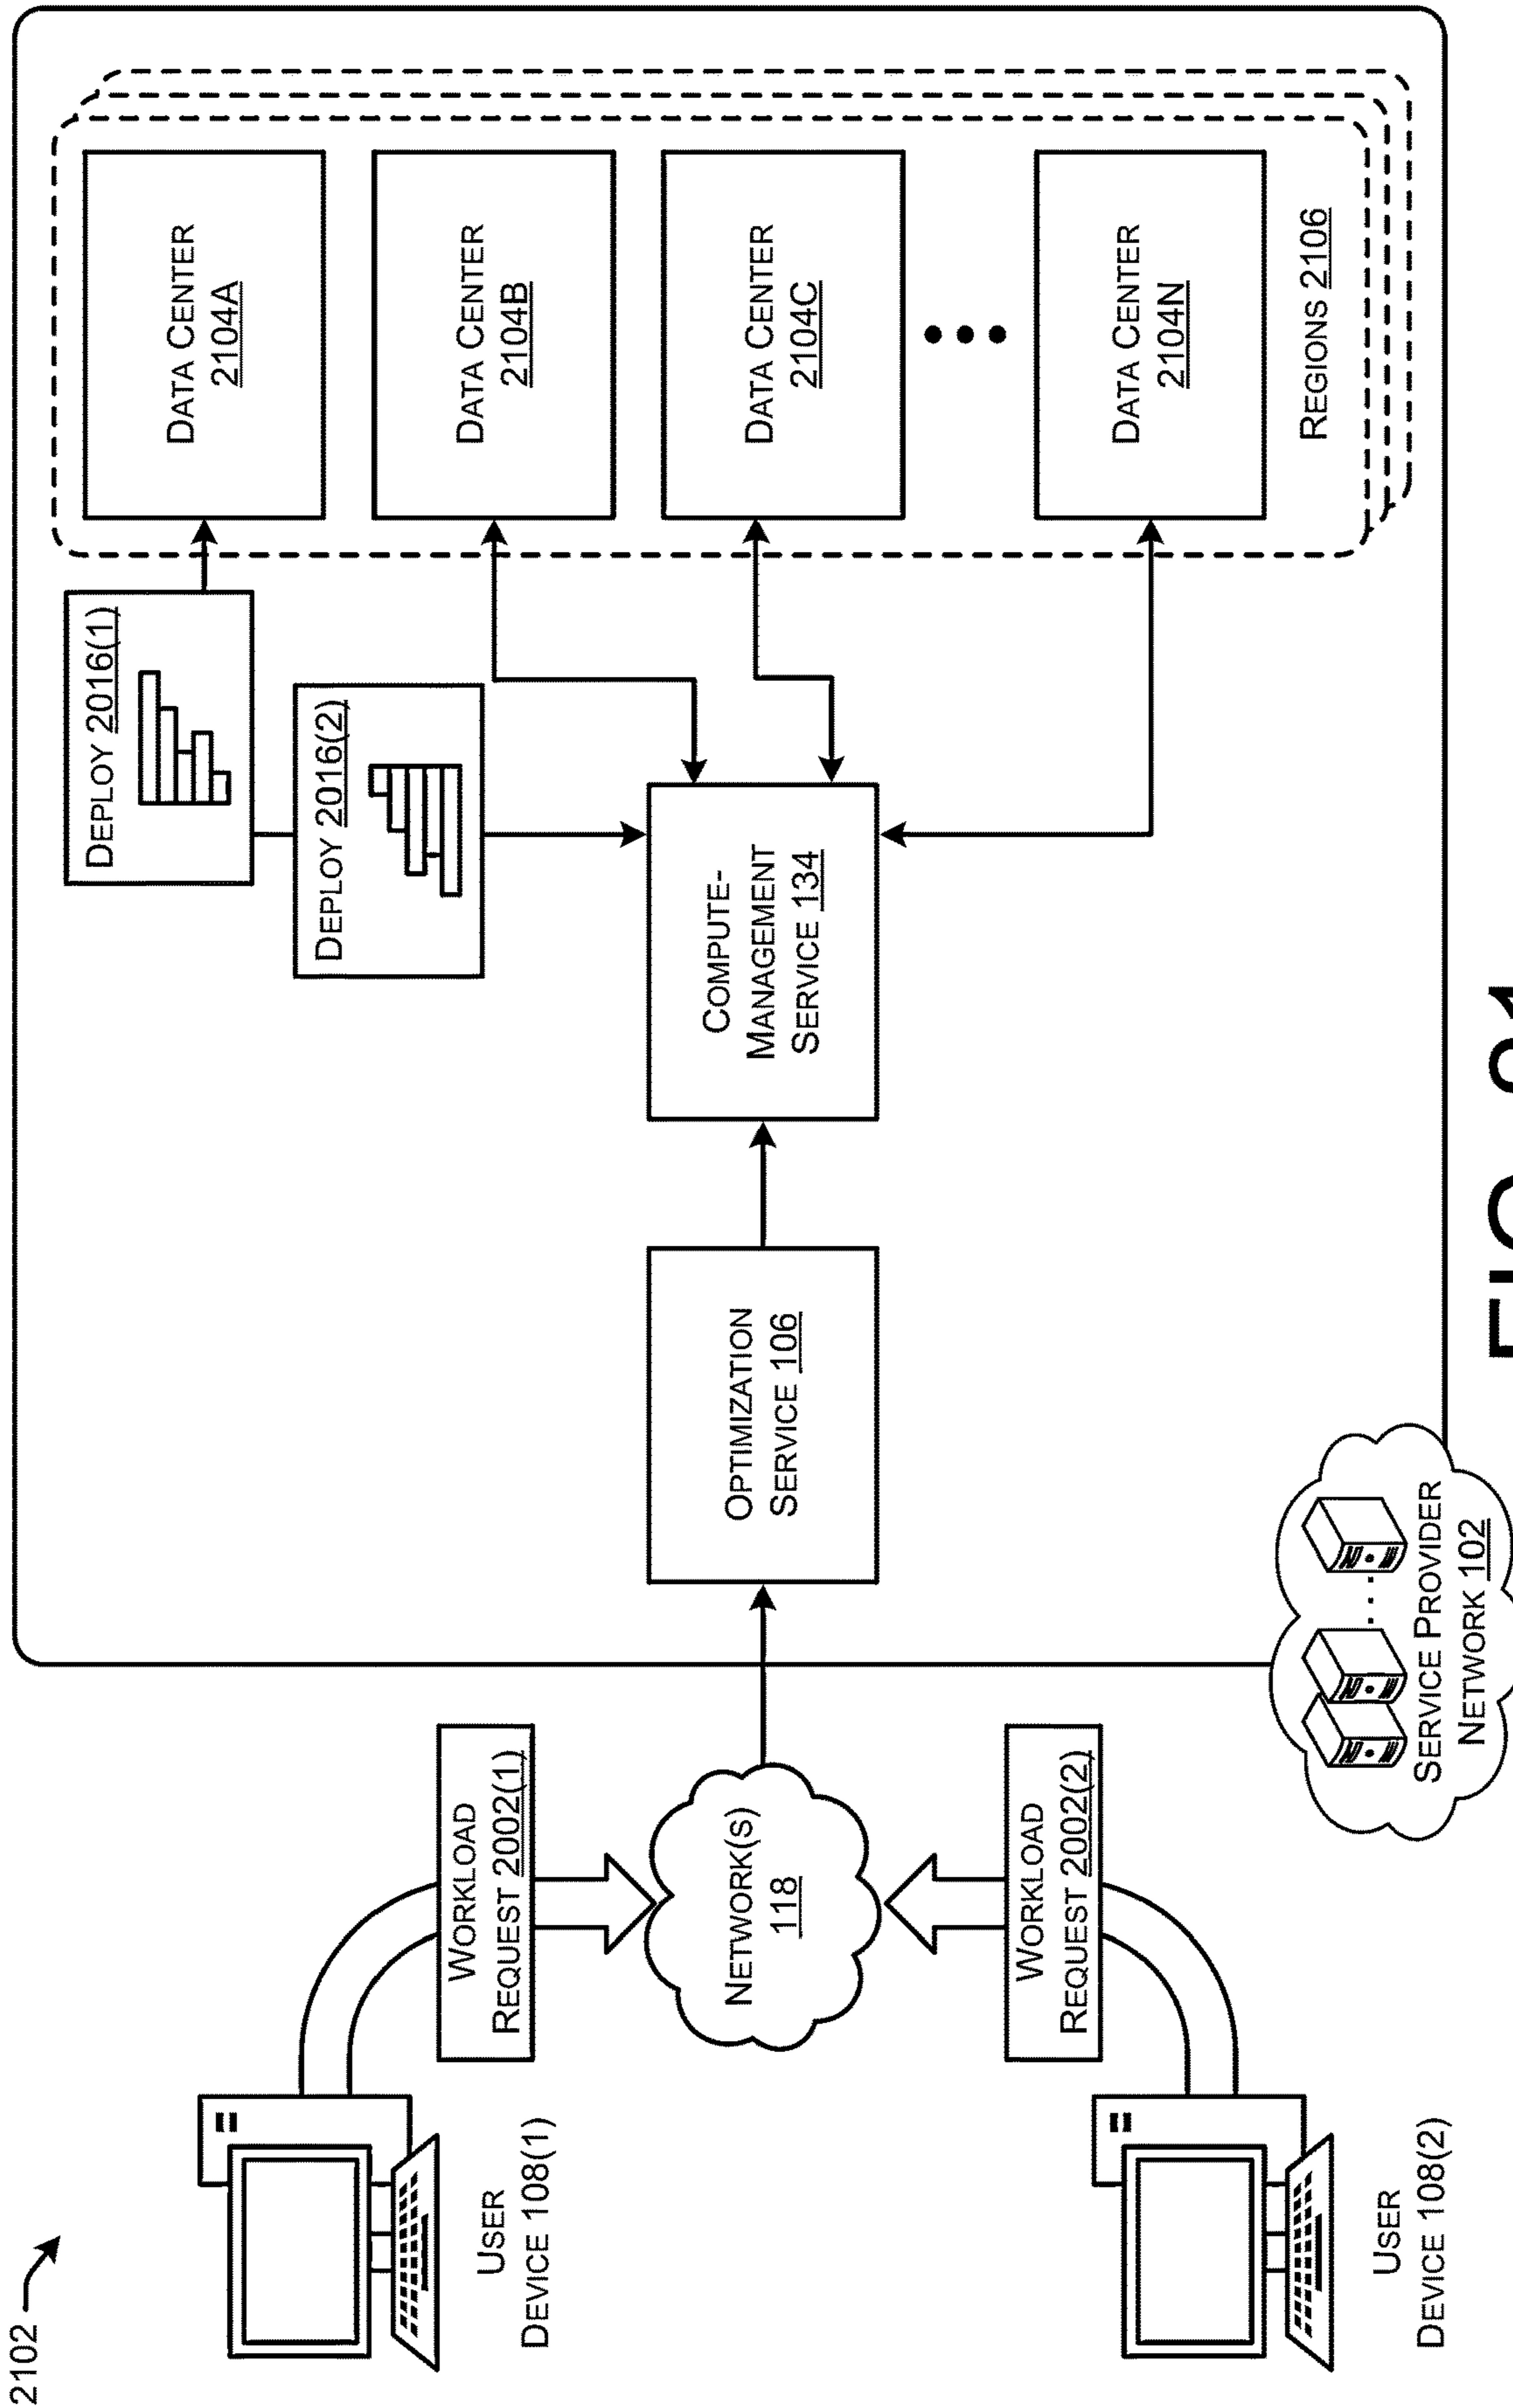 2102
USER
DEVICE 108(1)
WORKLOAD
REQUEST 2002(1)
NETWORK(S)
118
WORKLOAD
REQUEST 2002(2)
USER
DEVICE 108(2)
SERVICE PROVIDER
NETWORK 102
OPTIMIZATION
SERVICE 106
COMPUTE-
MANAGEMENT
SERVICE 134
DEPLOY 2016(1)
DEPLOY 2016(2)
DATA CENTER
2104A
DATA CENTER
2104B
DATA CENTER
2104C
DATA CENTER
2104N
REGIONS 2106